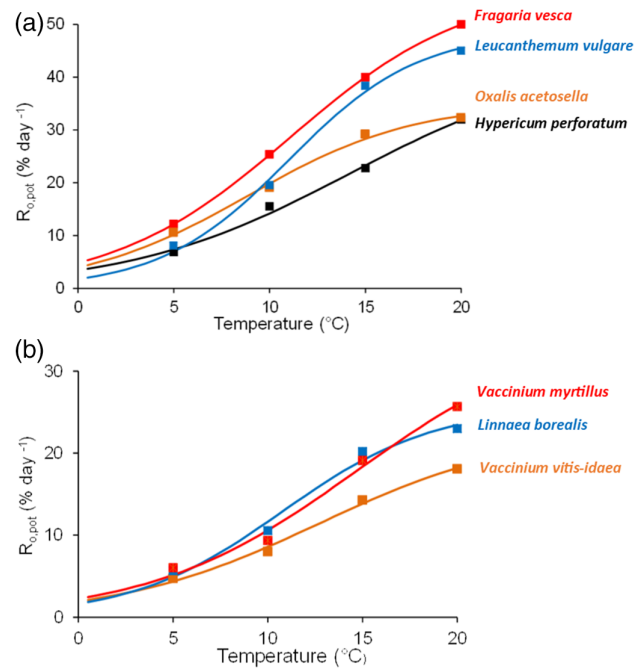 (a)
50
40
30
20
10
0
R₀,pot (% day ⁻¹)
Fragaria vesca
Leucanthemum vulgare
Oxalis acetosella
Hypericum perforatum
0 5 10 15 20
Temperature (°C)
(b)
30
20
10
0
R₀,pot (% day ⁻¹)
Vaccinium myrtillus
Linnaea borealis
Vaccinium vitis-idaea
0 5 10 15 20
Temperature (°C)